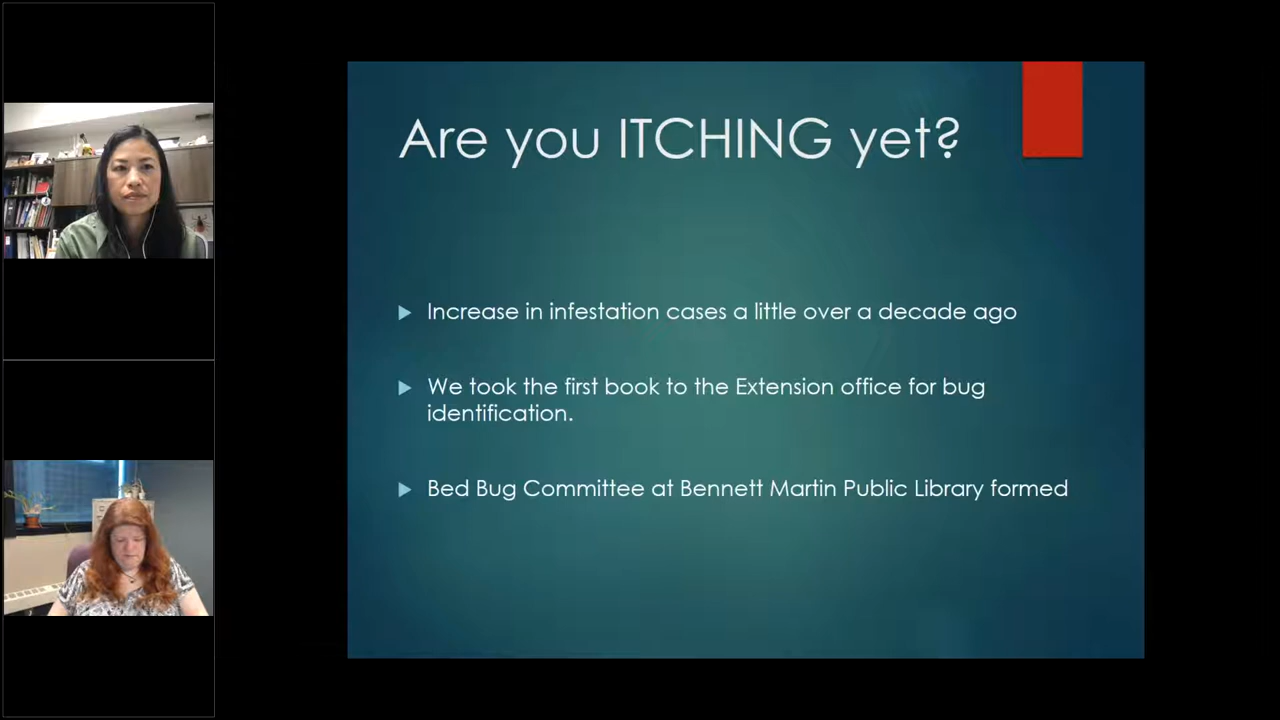 Are you ITCHING yet?
Increase in infestation cases a little over a decade ago
We took the first book to the Extension office for bug
identification.
Bed Bug Committee at Bennett Martin Public Library formed